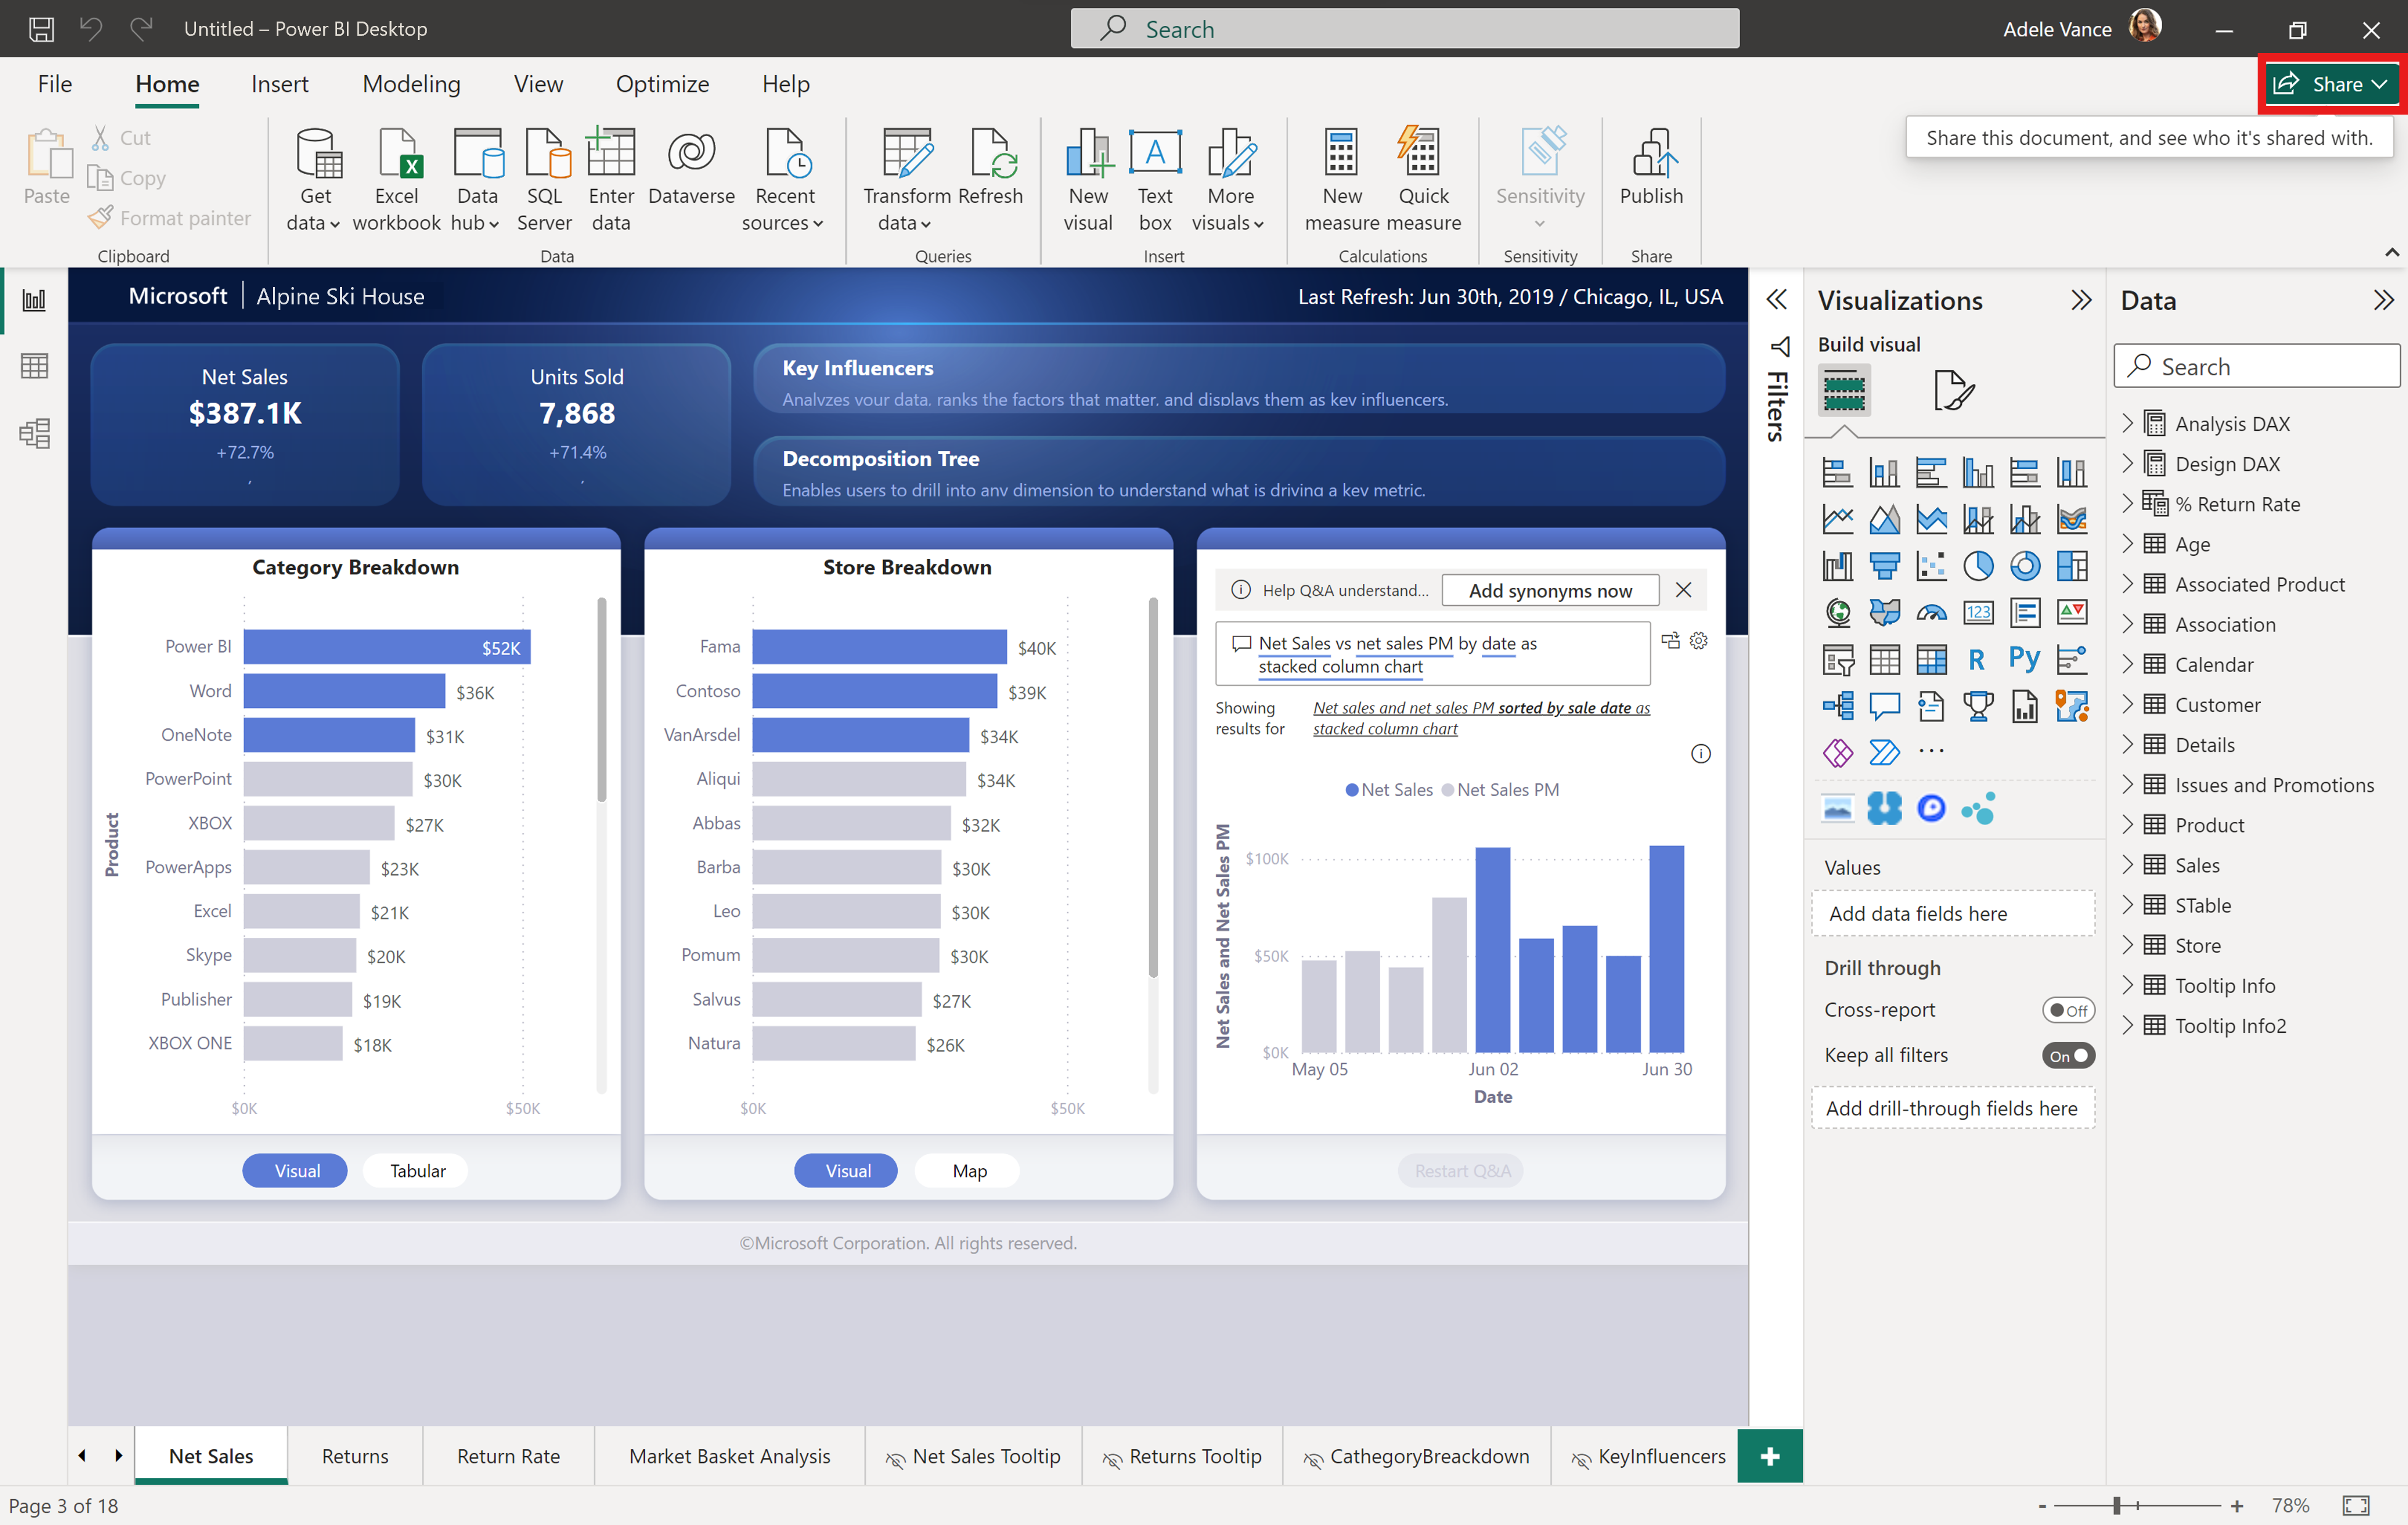 Untitled – Power BI Desktop
Search
Adele Vance
File
Home
Insert
Modeling
View
Optimize
Help
Share
Share this document, and see who it's shared with.
Paste
Cut
Copy
Format painter
Clipboard
Get
data
Excel
workbook
Data
hub
SQL
Server
Enter
data
Dataverse
Recent
sources
Data
Transform
data
Refresh
Queries
New
visual
Text
box
More
visuals
Insert
New
measure
Quick
measure
Calculations
Sensitivity
Sensitivity
Publish
Share
Microsoft
Alpine Ski House
Last Refresh: Jun 30th, 2019 / Chicago, IL, USA
Net Sales
$387.1K
+72.7%
,
Units Sold
7,868
+71.4%
,
Key Influencers
Analyzes your data, ranks the factors that matter, and displays them as key influencers.
Decomposition Tree
Enables users to drill into any dimension to understand what is driving a key metric.
Category Breakdown
Product
Power BI $52K
Word $36K
OneNote $31K
PowerPoint $30K
XBOX $27K
PowerApps $23K
Excel $21K
Skype $20K
Publisher $19K
XBOX ONE $18K
$0K $50K
Visual
Tabular
Store Breakdown
Fama $40K
Contoso $39K
VanArsdel $34K
Aliqui $34K
Abbas $32K
Barba $30K
Leo $30K
Pomum $30K
Salvus $27K
Natura $26K
$0K $50K
Visual
Map
Help Q&A understand...
Add synonyms now
Net Sales vs net sales PM by date as
stacked column chart
Showing
results for
Net sales and net sales PM sorted by sale date as
stacked column chart
Net Sales Net Sales PM
Net Sales and Net Sales PM
$100K
$50K
$0K
May 05 Jun 02 Jun 30
Date
Restart Q&A
©Microsoft Corporation. All rights reserved.
Filters
Visualizations
Build visual
123
R
Py
Values
Add data fields here
Drill through
Cross-report
Off
Keep all filters
On
Add drill-through fields here
Data
Search
Analysis DAX
Design DAX
% Return Rate
Age
Associated Product
Association
Calendar
Customer
Details
Issues and Promotions
Product
Sales
STable
Store
Tooltip Info
Tooltip Info2
Net Sales
Returns
Return Rate
Market Basket Analysis
Net Sales Tooltip
Returns Tooltip
CathegoryBreakdown
KeyInfluencers
Page 3 of 18
78%